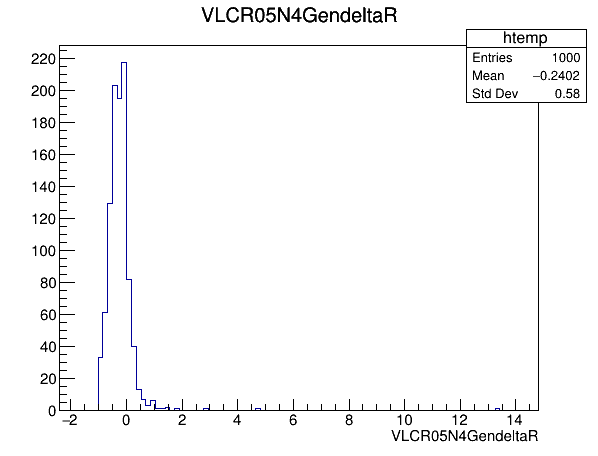 VLCR05N4GendeltaR
htemp
Entries 1000
Mean −0.2402
Std Dev 0.58
220
200
180
160
140
120
100
80
60
40
20
0
−2 0 2 4 6 8 10 12 14
VLCR05N4GendeltaR